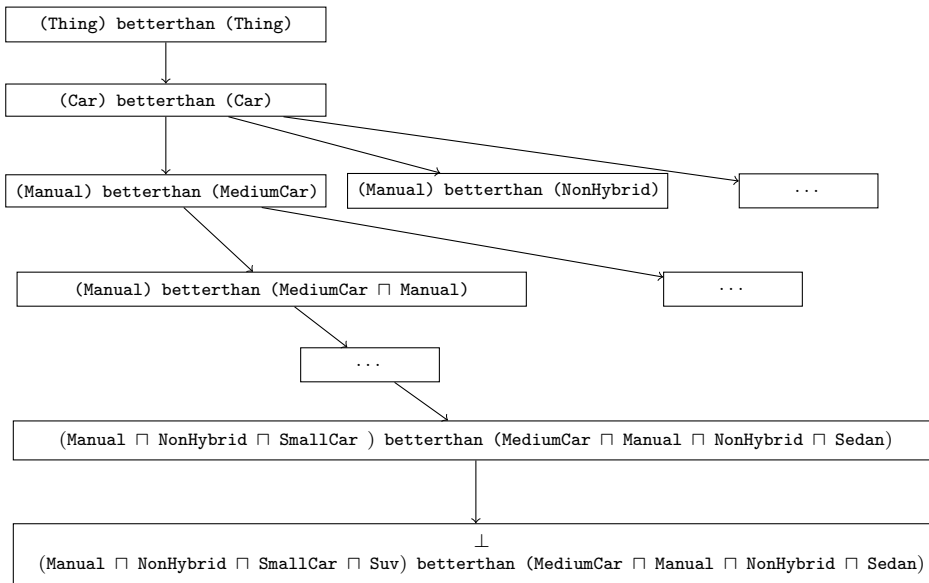 (Thing) betterthan (Thing)
(Car) betterthan (Car)
(Manual) betterthan (MediumCar)
(Manual) betterthan (NonHybrid)
...
(Manual) betterthan (MediumCar ⊓ Manual)
...
...
(Manual ⊓ NonHybrid ⊓ SmallCar ) betterthan (MediumCar ⊓ Manual ⊓ NonHybrid ⊓ Sedan)
⊥
(Manual ⊓ NonHybrid ⊓ SmallCar ⊓ Suv) betterthan (MediumCar ⊓ Manual ⊓ NonHybrid ⊓ Sedan)